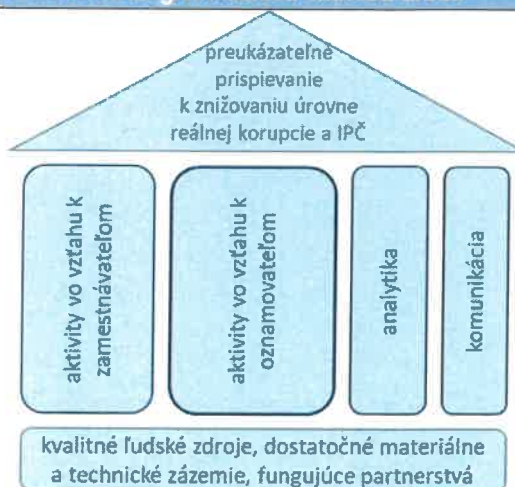 preukázateľné
prispievanie
k znižovaniu úrovne
reálnej korupcie a IPČ
aktivity vo vzťahu k
zamestnávateľom
aktivity vo vzťahu k
oznamovateľom
analytika
komunikácia
kvalitné ľudské zdroje, dostatočné materiálne
a technické zázemie, fungujúce partnerstvá